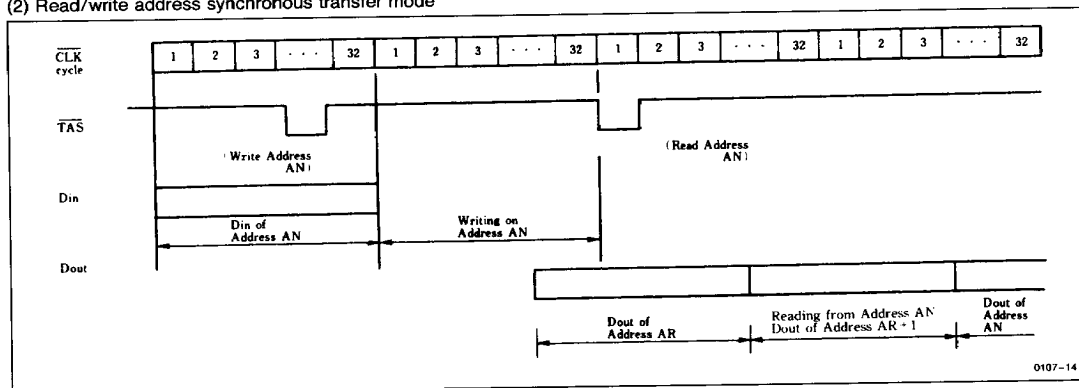 (2) Read/write address synchronous transfer mode
CLK
cycle
1 2 3 · · · 32 1 2 3 · · · 32 1 2 3 · · · 32 1 2 3 · · · 32
TAS
(Write Address
AN)
(Read Address
AN)
Din
Din of
Address AN
Writing on
Address AN
Dout
Dout of
Address AR
Reading from Address AN
Dout of Address AR + 1
Dout of
Address
AN
0107-14